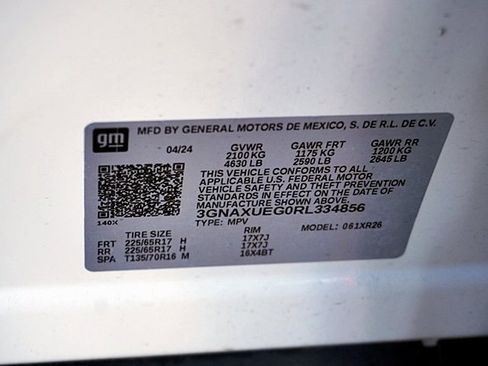 gm MFD BY GENERAL MOTORS DE MEXICO, S. DE R.L. DE C.V.
04/24 GVWR GAWR FRT GAWR RR
2100 KG 1175 KG 1200 KG
4630 LB 2590 LB 2645 LB
THIS VEHICLE CONFORMS TO ALL
APPLICABLE U.S. FEDERAL MOTOR
VEHICLE SAFETY AND THEFT PREVENTION
STANDARDS IN EFFECT ON THE DATE OF
MANUFACTURE SHOWN ABOVE.
3GNAXUEG0RL334856
140X TYPE: MPV MODEL: 061XR26
TIRE SIZE RIM
FRT 225/65R17 H 17X7J
RR 225/65R17 H 17X7J
SPA T135/70R16 M 16X4BT